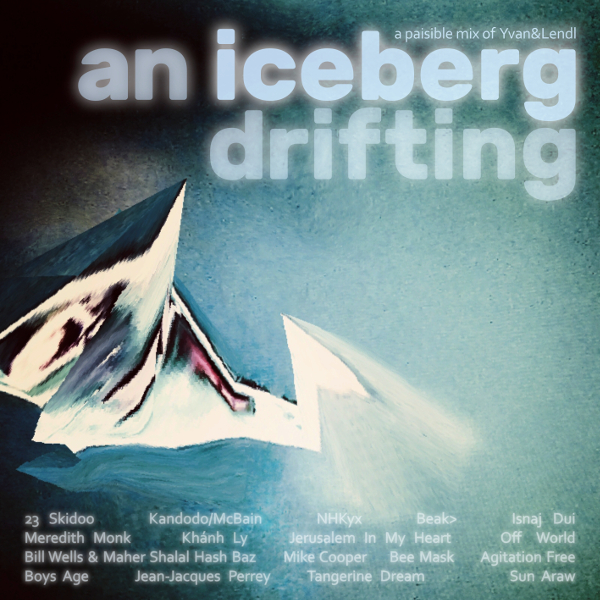 a paisible mix of Yvan&Lendl
an iceberg
drifting
23 Skidoo Kandodo/McBain NHKyx Beak> Isnaj Dui
Meredith Monk Khánh Ly Jerusalem In My Heart Off World
Bill Wells & Maher Shalal Hash Baz Mike Cooper Bee Mask Agitation Free
Boys Age Jean-Jacques Perrey Tangerine Dream Sun Araw